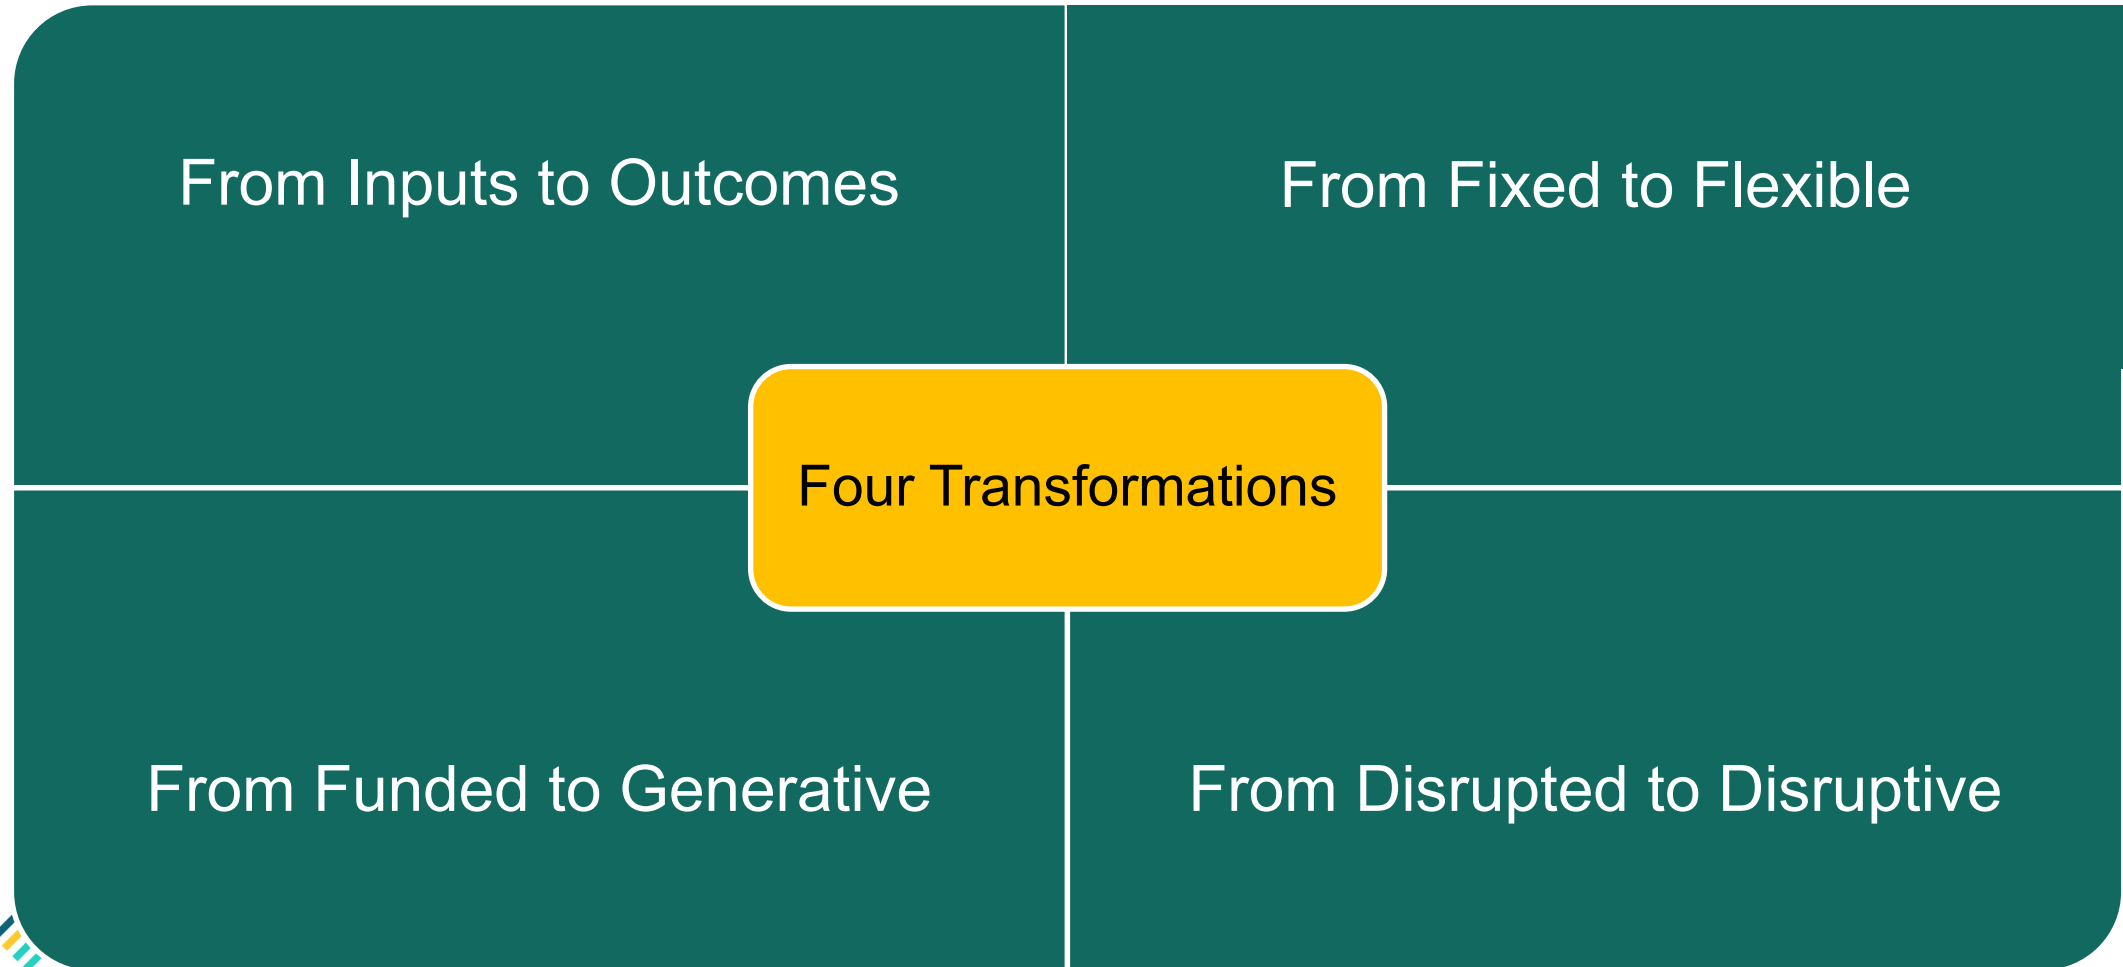 From Inputs to Outcomes
From Fixed to Flexible
Four Transformations
From Funded to Generative
From Disrupted to Disruptive